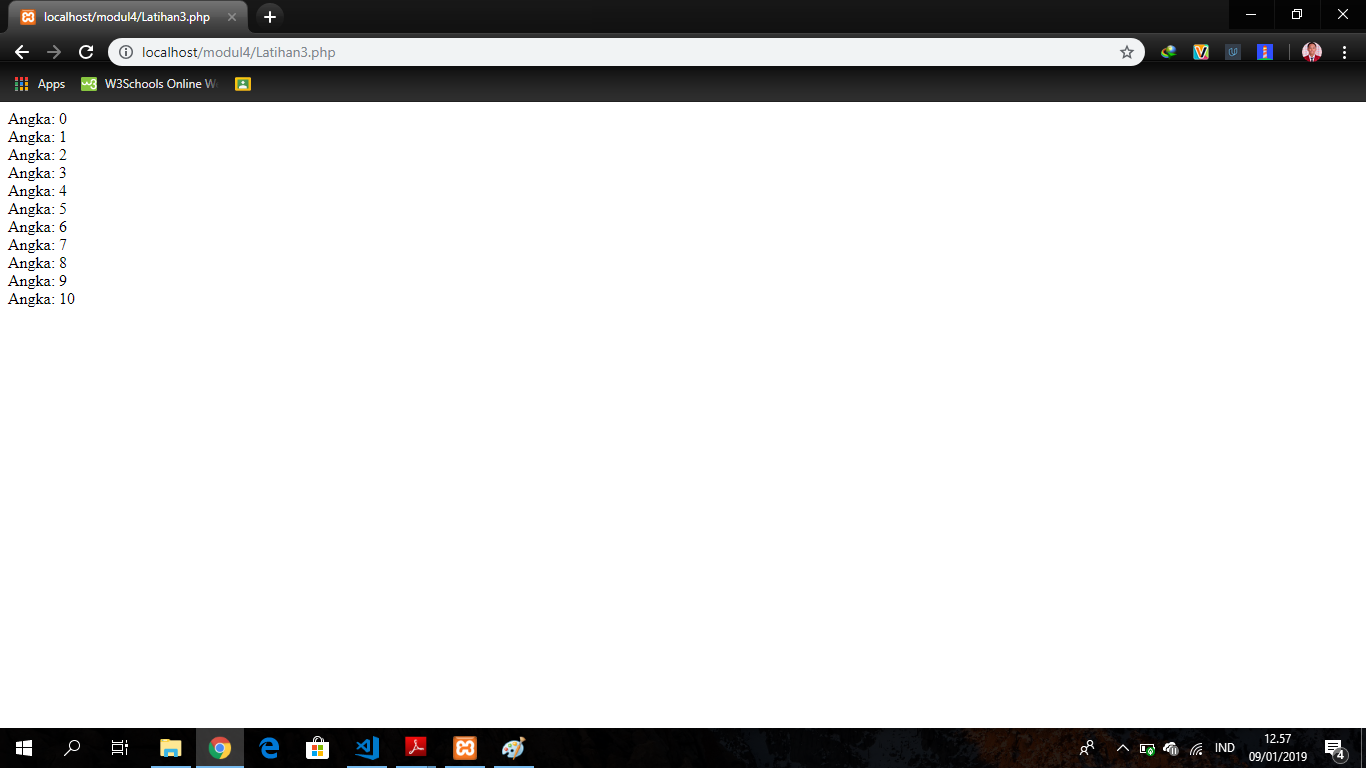 localhost/modul4/Latihan3.php
localhost/modul4/Latihan3.php
Apps W3Schools Online We
Angka: 0
Angka: 1
Angka: 2
Angka: 3
Angka: 4
Angka: 5
Angka: 6
Angka: 7
Angka: 8
Angka: 9
Angka: 10
IND
12.57
09/01/2019
4